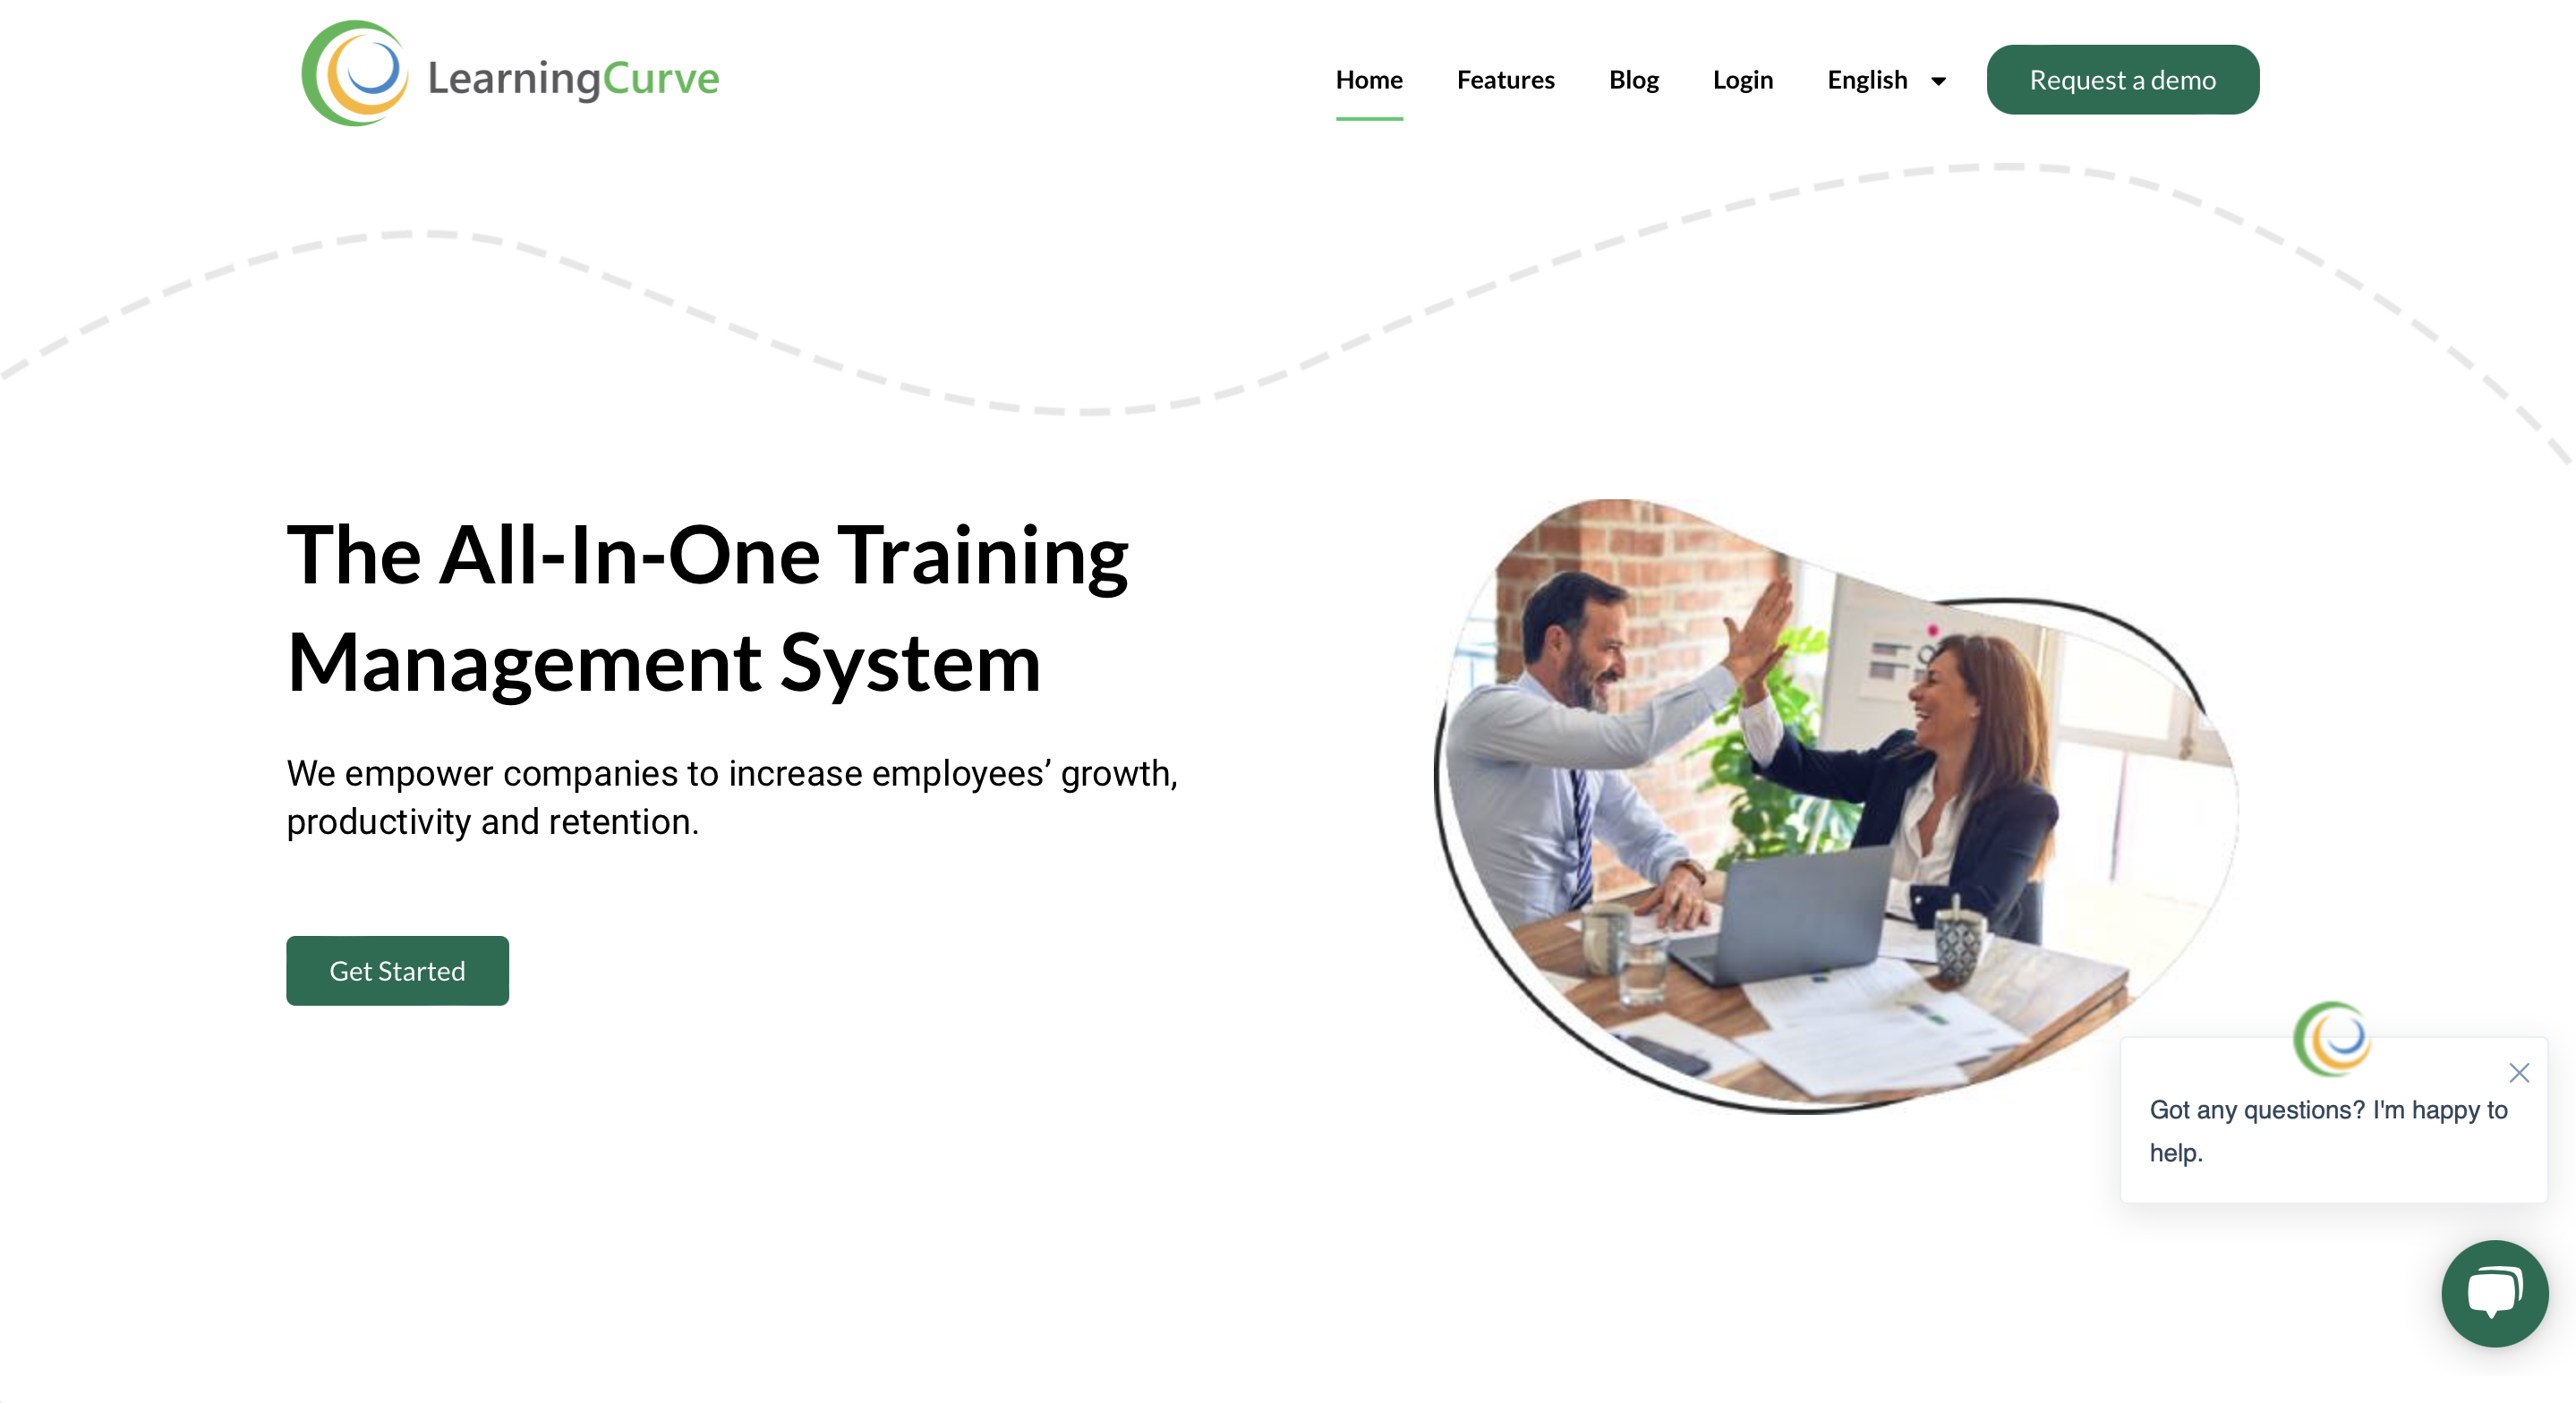 LearningCurve
Home Features Blog Login English Request a demo
The All-In-One Training
Management System
We empower companies to increase employees’ growth,
productivity and retention.
Get Started
Got any questions? I'm happy to
help.